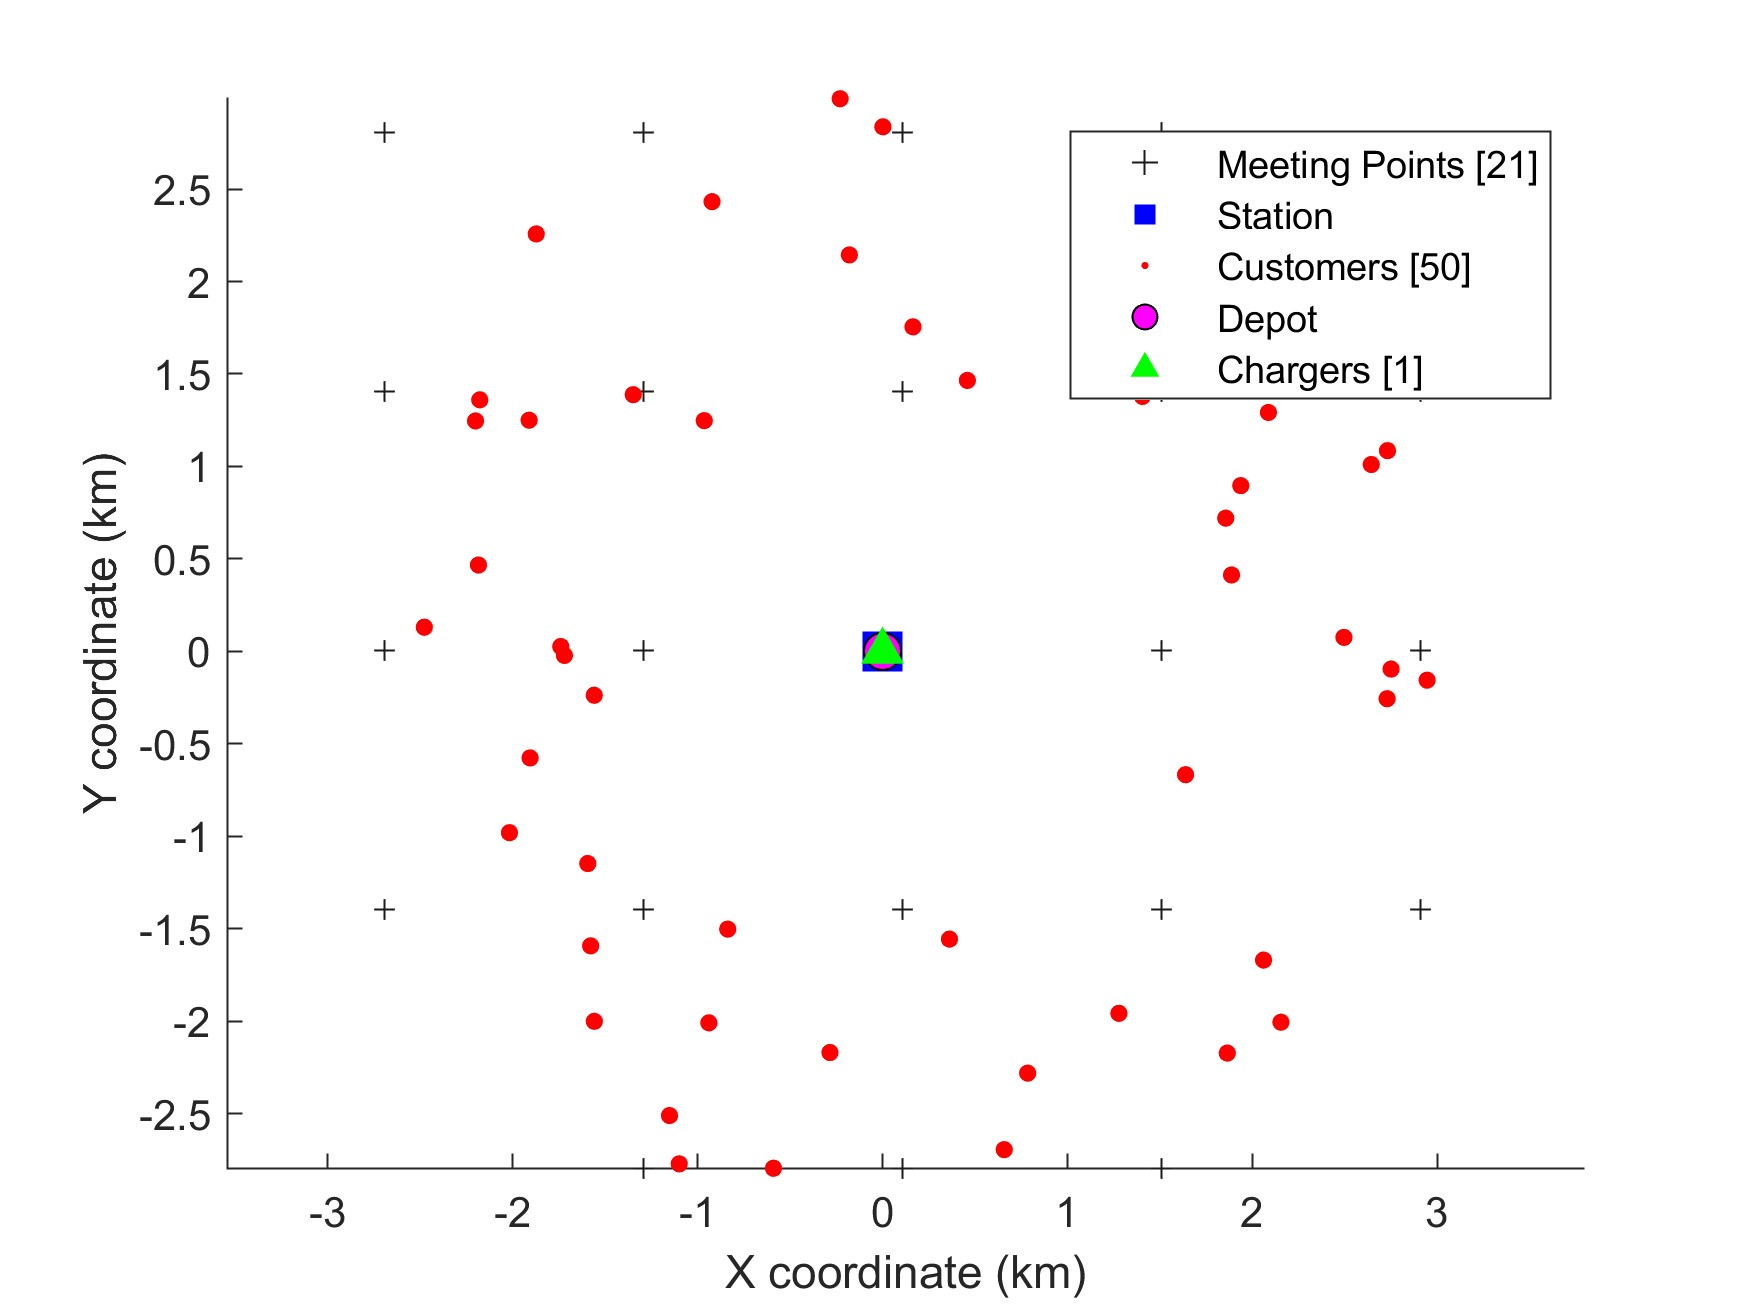 2.5
2
1.5
1
0.5
0
-0.5
-1
-1.5
-2
-2.5
Y coordinate (km)
Meeting Points [21]
Station
Customers [50]
Depot
Chargers [1]
-3 -2 -1 0 1 2 3
X coordinate (km)